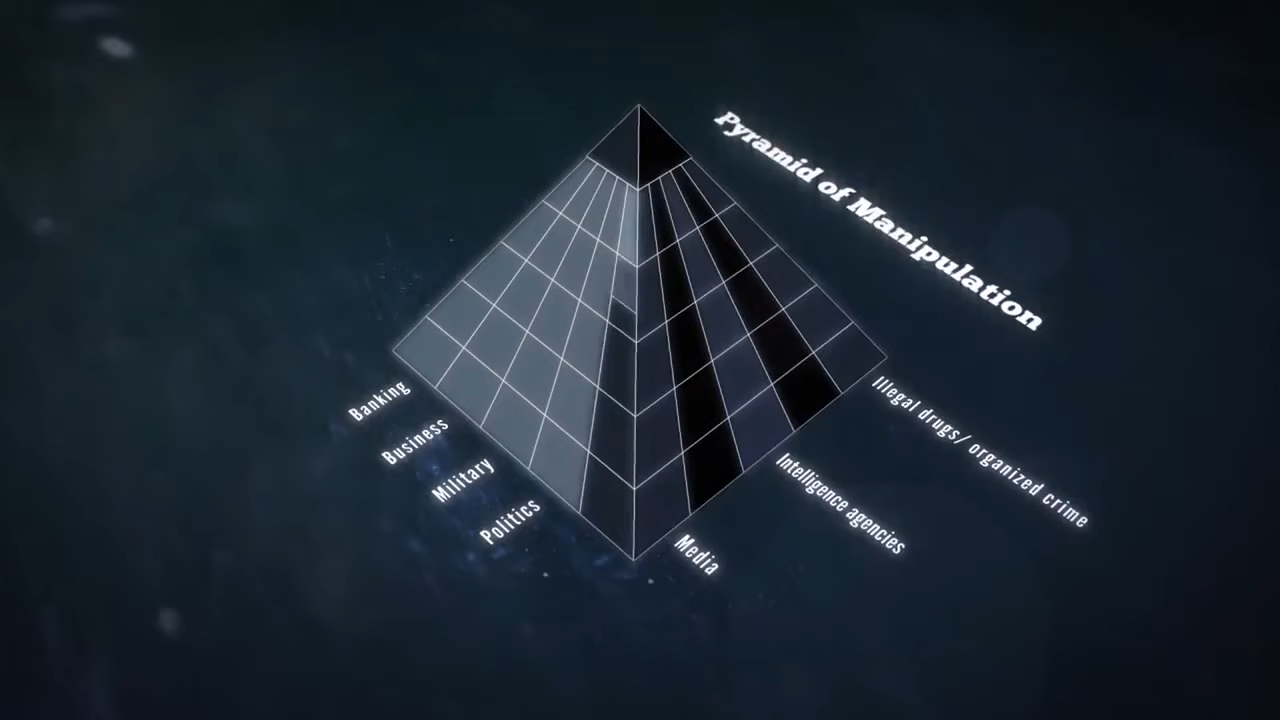 Pyramid of Manipulation
Banking
Business
Military
Politics
Media
Intelligence agencies
Illegal drugs/ organized crime